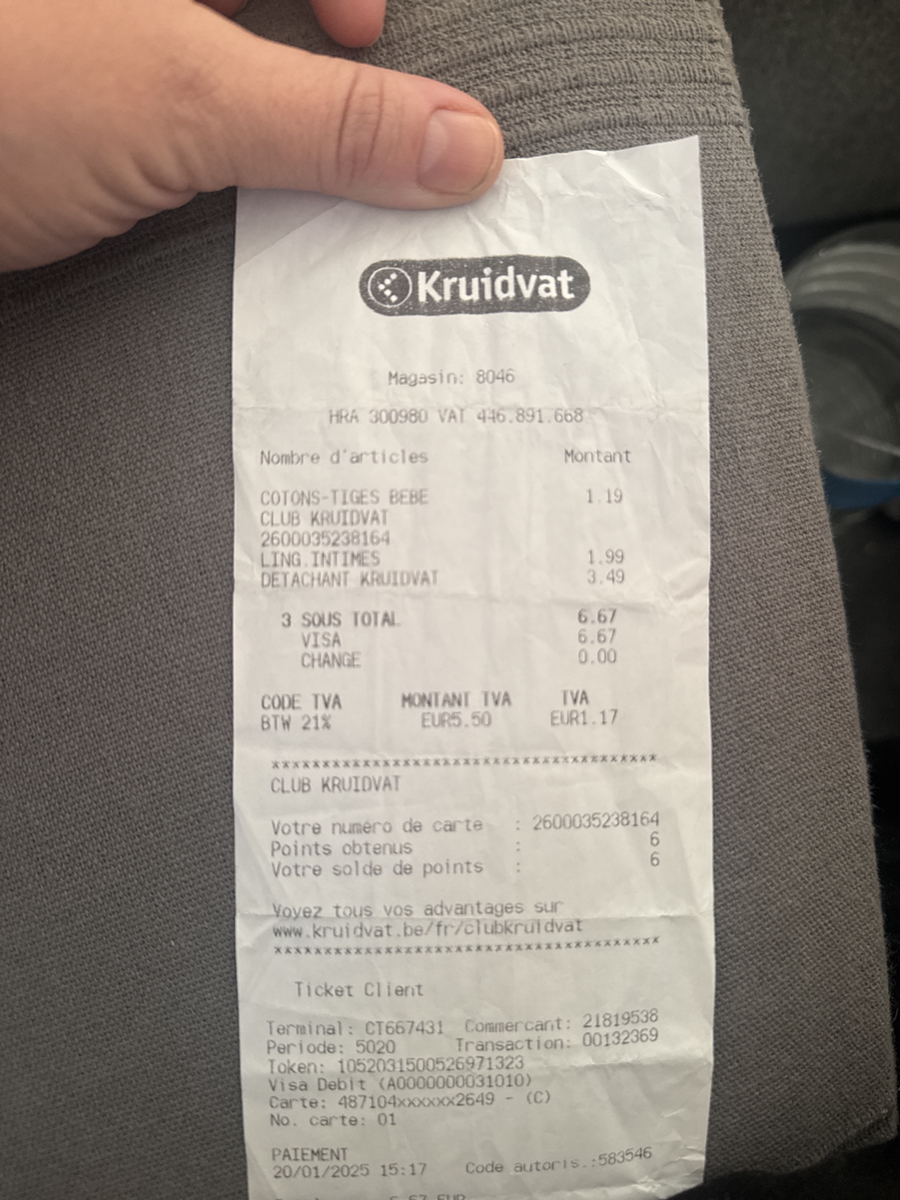 Kruidvat
Magasin: 8046
HRA 300980 VAT 446.891.668
Nombre d'articles Montant
COTONS-TIGES BEBE 1.19
CLUB KRUIDVAT
2600035238164
LING.INTIMES 1.99
DETACHANT KRUIDVAT 3.49
3 SOUS TOTAL 6.67
VISA 6.67
CHANGE 0.00
CODE TVA MONTANT TVA TVA
BTW 21% EUR5.50 EUR1.17
xxxxxxxxxxxxxxxxxxxxxxxxxxxxxxxxxxxxxx
CLUB KRUIDVAT
Votre numéro de carte : 2600035238164
Points obtenus : 6
Votre solde de points : 6
Voyez tous vos advantages sur
www.kruidvat.be/fr/clubkruidvat
xxxxxxxxxxxxxxxxxxxxxxxxxxxxxxxxxxxxxx
Ticket Client
Terminal: CT667431 Commercant: 21819538
Periode: 5020 Transaction: 00132369
Token: 1052031500526971323
Visa Debit (A0000000031010)
Carte: 487104xxxxxx2649 - (C)
No. carte: 01
PAIEMENT
20/01/2025 15:17 Code autoris.:583546
6.67 EUR